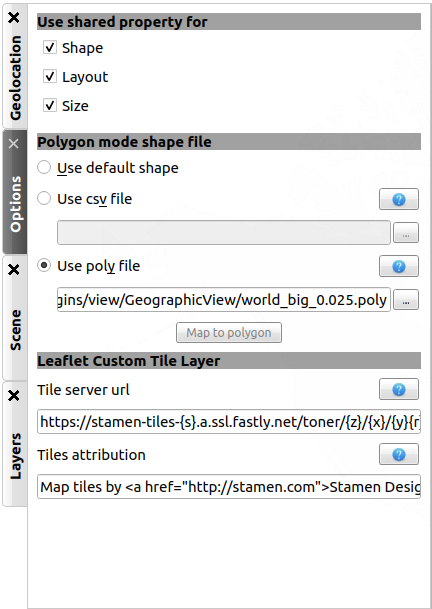 Geolocation
Options
Scene
Layers
Use shared property for
Shape
Layout
Size
Polygon mode shape file
Use default shape
Use csv file
?
...
Use poly file
?
gins/view/GeographicView/world_big_0.025.poly
...
Map to polygon
Leaflet Custom Tile Layer
Tile server url
?
https://stamen-tiles-{s}.a.ssl.fastly.net/toner/{z}/{x}/{y}{r
Tiles attribution
?
Map tiles by <a href="http://stamen.com">Stamen Desig